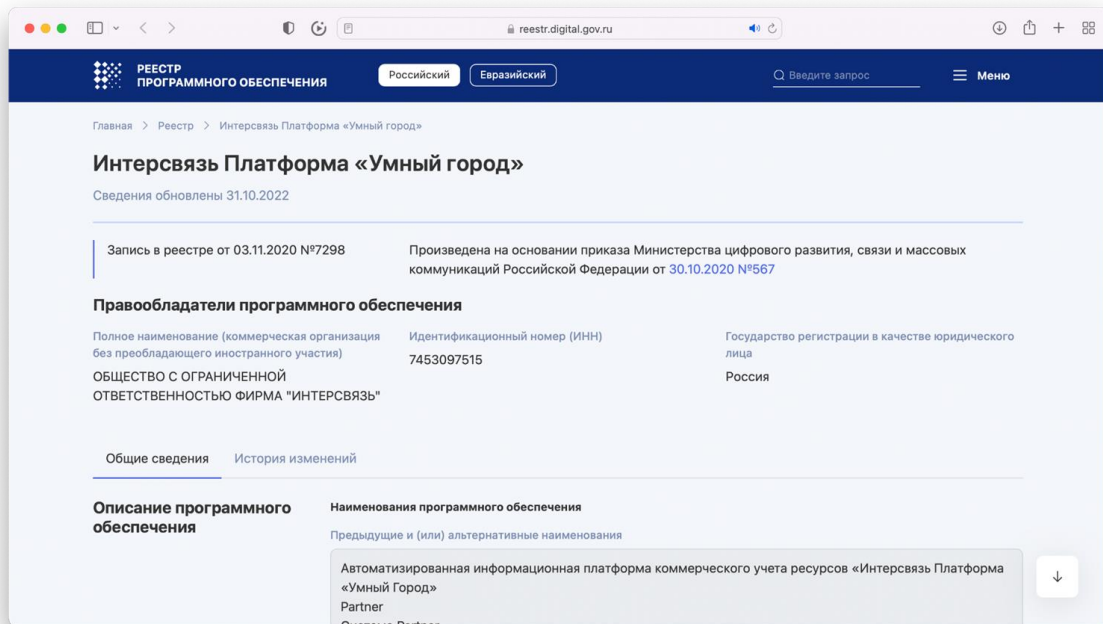 reestr.digital.gov.ru
РЕЕСТР
ПРОГРАММНОГО ОБЕСПЕЧЕНИЯ
Российский
Евразийский
Введите запрос
Меню
Главная > Реестр > Интерсвязь Платформа «Умный город»
Интерсвязь Платформа «Умный город»
Сведения обновлены 31.10.2022
Запись в реестре от 03.11.2020 №7298
Произведена на основании приказа Министерства цифрового развития, связи и массовых
коммуникаций Российской Федерации от 30.10.2020 №567
Правообладатели программного обеспечения
Полное наименование (коммерческая организация
без преобладающего иностранного участия)
ОБЩЕСТВО С ОГРАНИЧЕННОЙ
ОТВЕТСТВЕННОСТЬЮ ФИРМА "ИНТЕРСВЯЗЬ"
Идентификационный номер (ИНН)
7453097515
Государство регистрации в качестве юридического
лица
Россия
Общие сведения
История изменений
Описание программного
обеспечения
Наименования программного обеспечения
Предыдущие и (или) альтернативные наименования
Автоматизированная информационная платформа коммерческого учета ресурсов «Интерсвязь Платформа
«Умный Город»
Partner
Система Partner